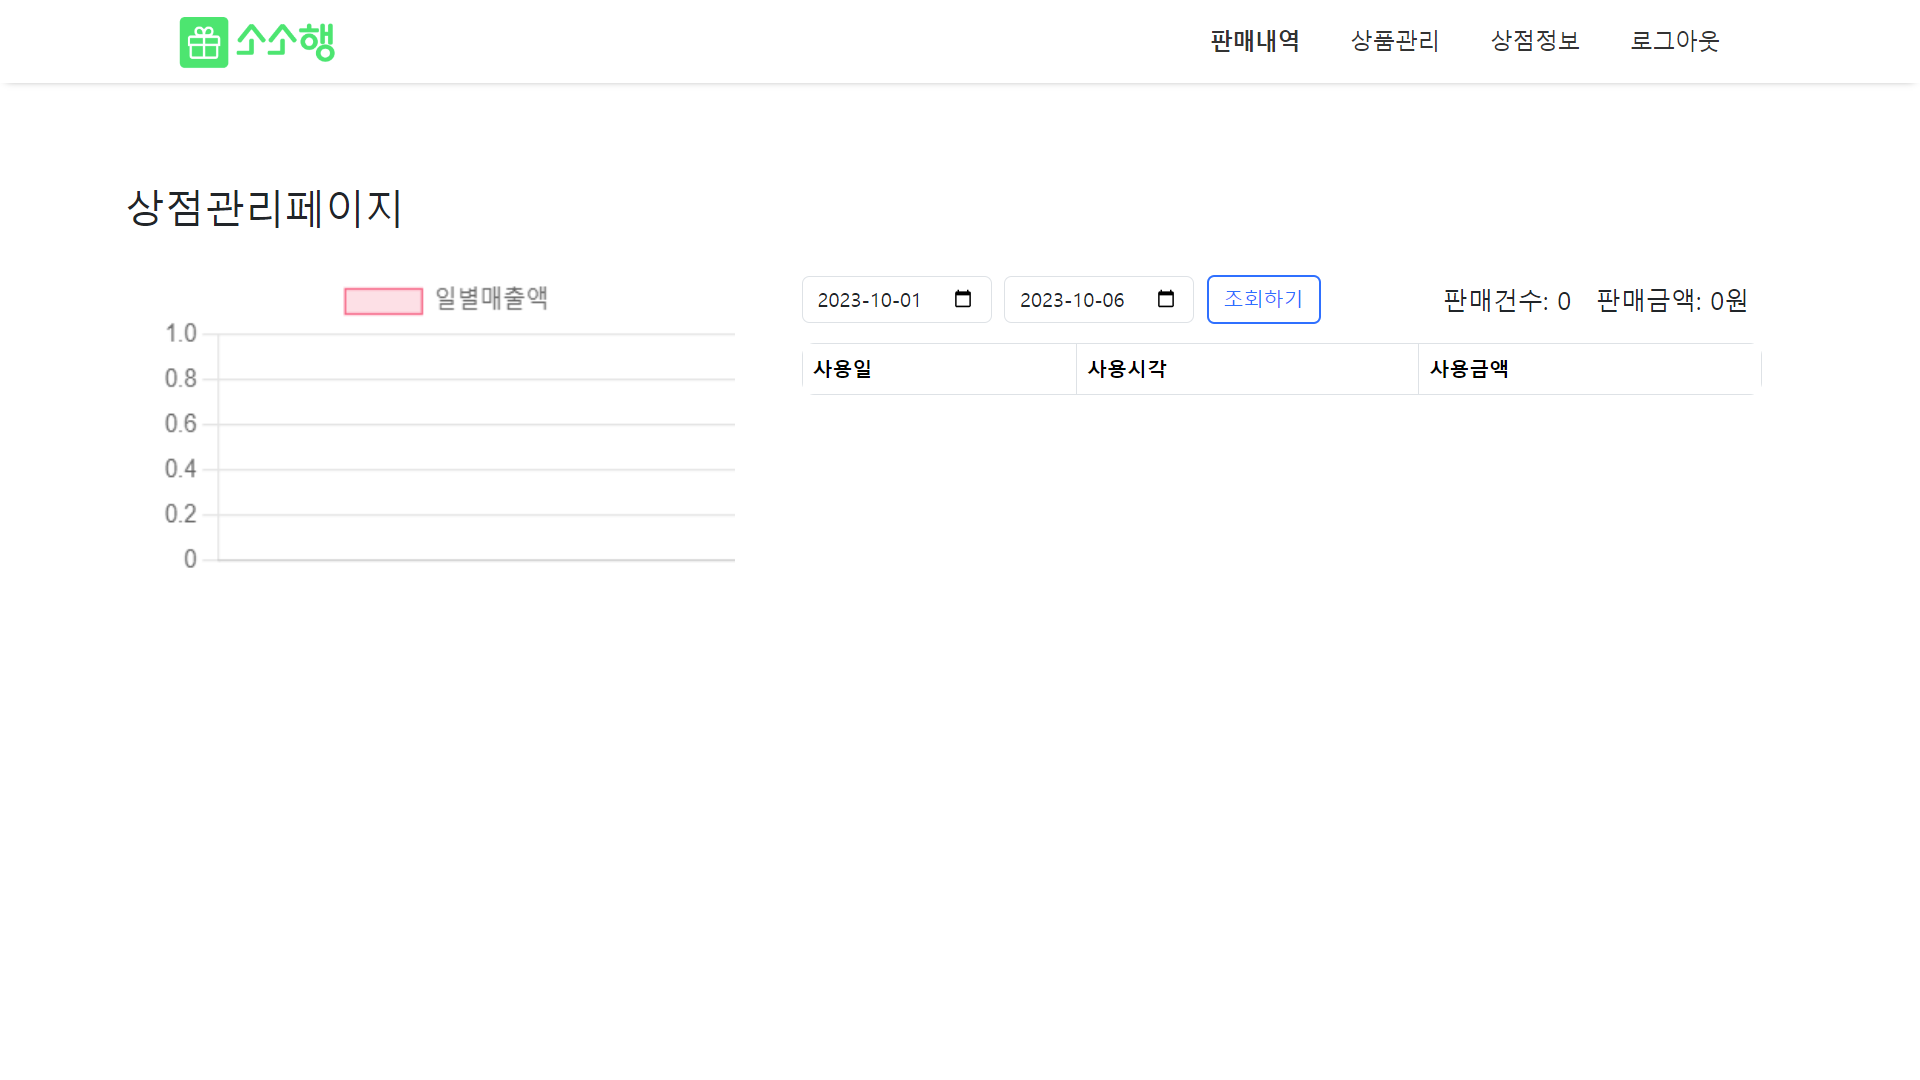 소소행
판매내역 상품관리 상점정보 로그아웃
상점관리페이지
일별매출액
1.0
0.8
0.6
0.4
0.2
0
2023-10-01 2023-10-06 조회하기 판매건수: 0 판매금액: 0원
사용일 사용시각 사용금액